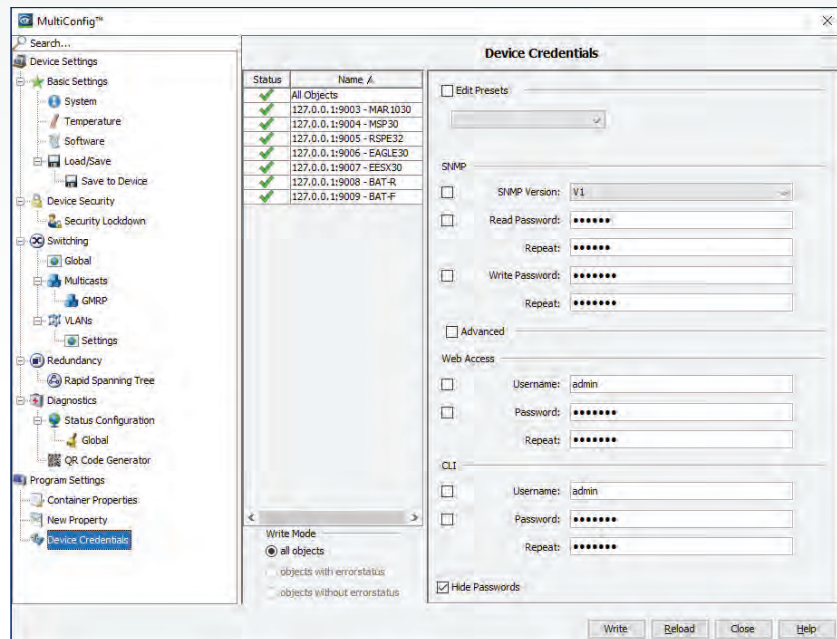 MultiConfig™
Search...
Device Settings
Basic Settings
System
Temperature
Software
Load/Save
Save to Device
Device Security
Security Lockdown
Switching
Global
Multicasts
GMRP
VLANs
Settings
Redundancy
Rapid Spanning Tree
Diagnostics
Status Configuration
Global
QR Code Generator
Program Settings
Container Properties
New Property
Device Credentials
Device Credentials
Status Name
All Objects
127.0.0.1:9003 - MAR1030
127.0.0.1:9004 - MSP30
127.0.0.1:9005 - RSPE32
127.0.0.1:9006 - EAGLE30
127.0.0.1:9007 - EESX30
127.0.0.1:9008 - BAT-R
127.0.0.1:9009 - BAT-F
Write Mode
all objects
objects with errorstatus
objects without errorstatus
Edit Presets
SNMP
SNMP Version: V1
Read Password: ••••••
Repeat: ••••••
Write Password: •••••••
Repeat: •••••••
Advanced
Web Access
Username: admin
Password: •••••••
Repeat: •••••••
CLI
Username: admin
Password: •••••••
Repeat: •••••••
Hide Passwords
Write Reload Close Help